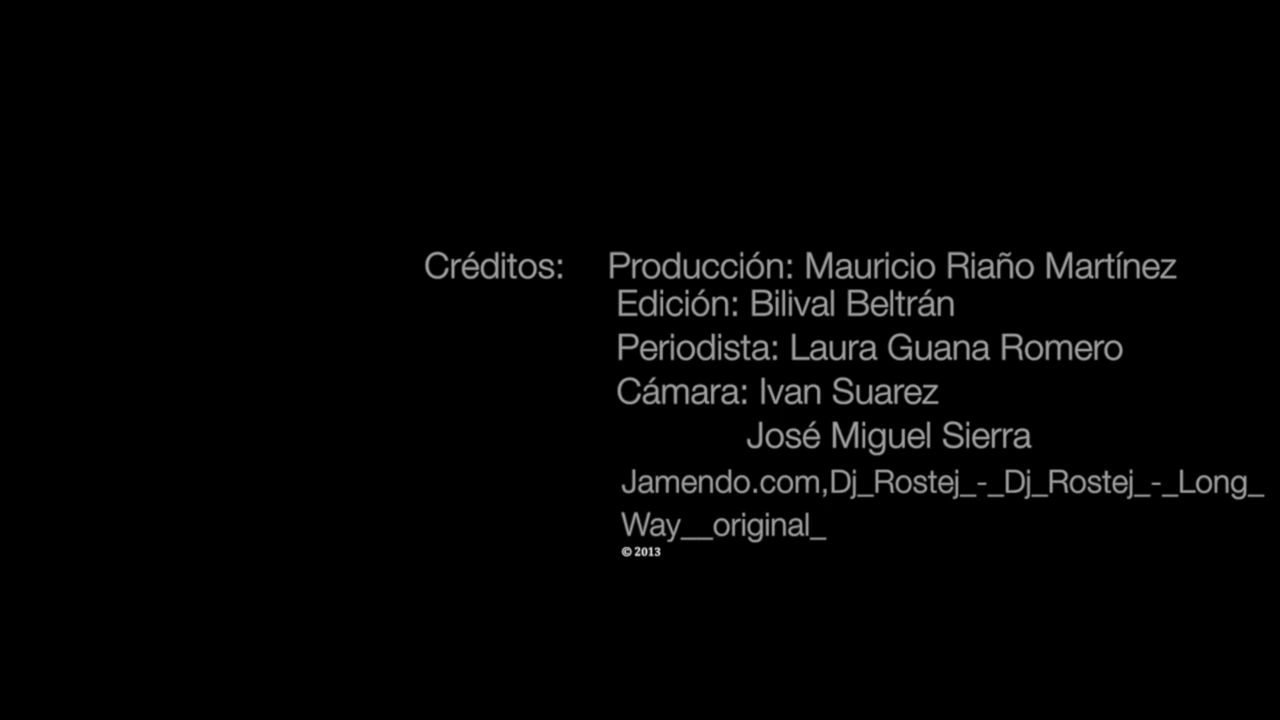 Créditos: Producción: Mauricio Riaño Martínez
Edición: Bilival Beltrán
Periodista: Laura Guana Romero
Cámara: Ivan Suarez
José Miguel Sierra
Jamendo.com,Dj_Rostej_-_Dj_Rostej_-_Long_
Way__original_
© 2013